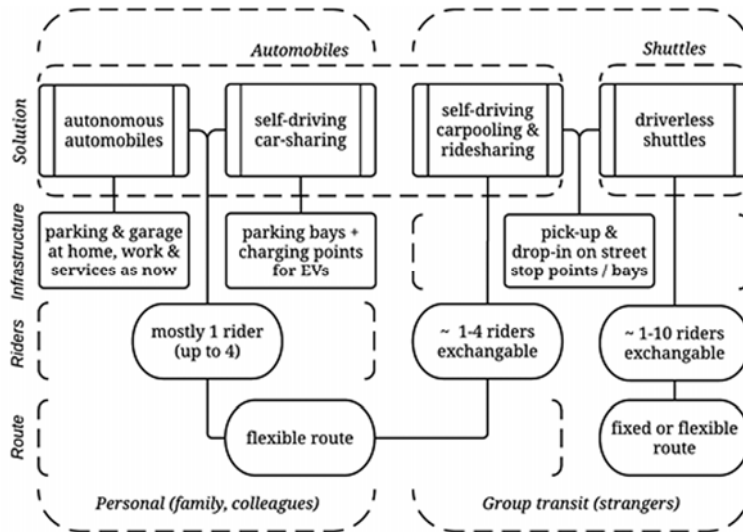 Automobiles
Shuttles
Solution
autonomous
automobiles
self-driving
car-sharing
self-driving
carpooling &
ridesharing
driverless
shuttles
Infrastructure
parking & garage
at home, work &
services as now
parking bays +
charging points
for EVs
pick-up &
drop-in on street
stop points / bays
Riders
mostly 1 rider
(up to 4)
~ 1-4 riders
exchangable
~ 1-10 riders
exchangable
Route
flexible route
fixed or flexible
route
Personal (family, colleagues)
Group transit (strangers)